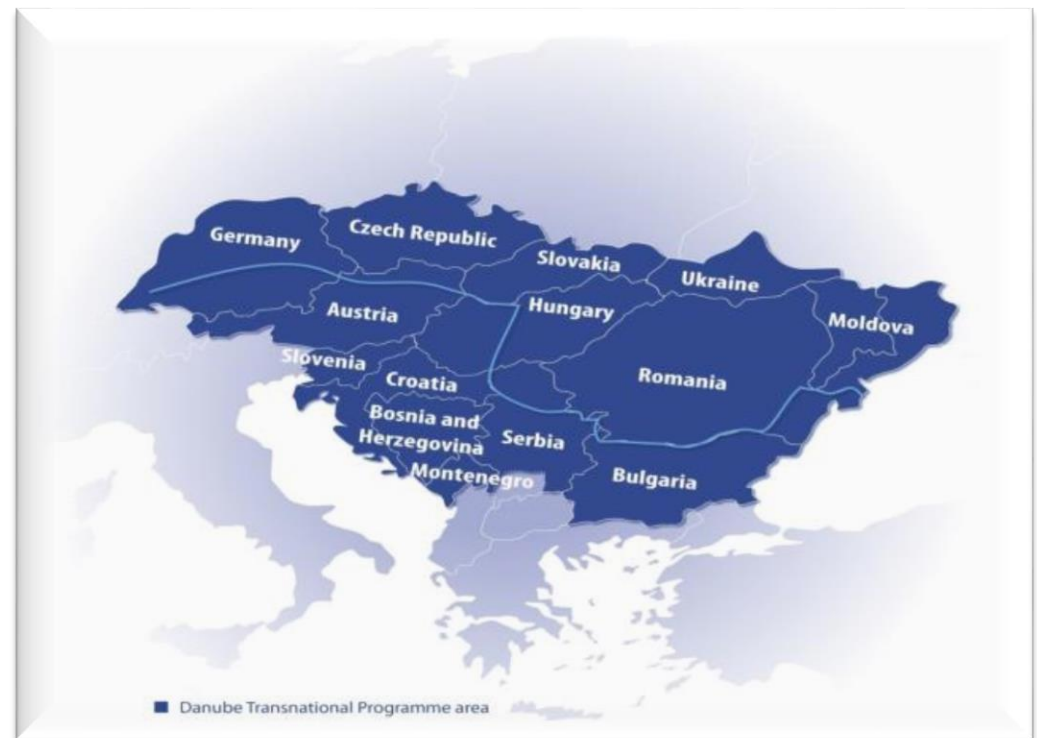 Germany
Czech Republic
Slovakia
Ukraine
Austria
Hungary
Moldova
Slovenia
Croatia
Romania
Bosnia and
Herzegovina
Serbia
Montenegro
Bulgaria
Danube Transnational Programme area